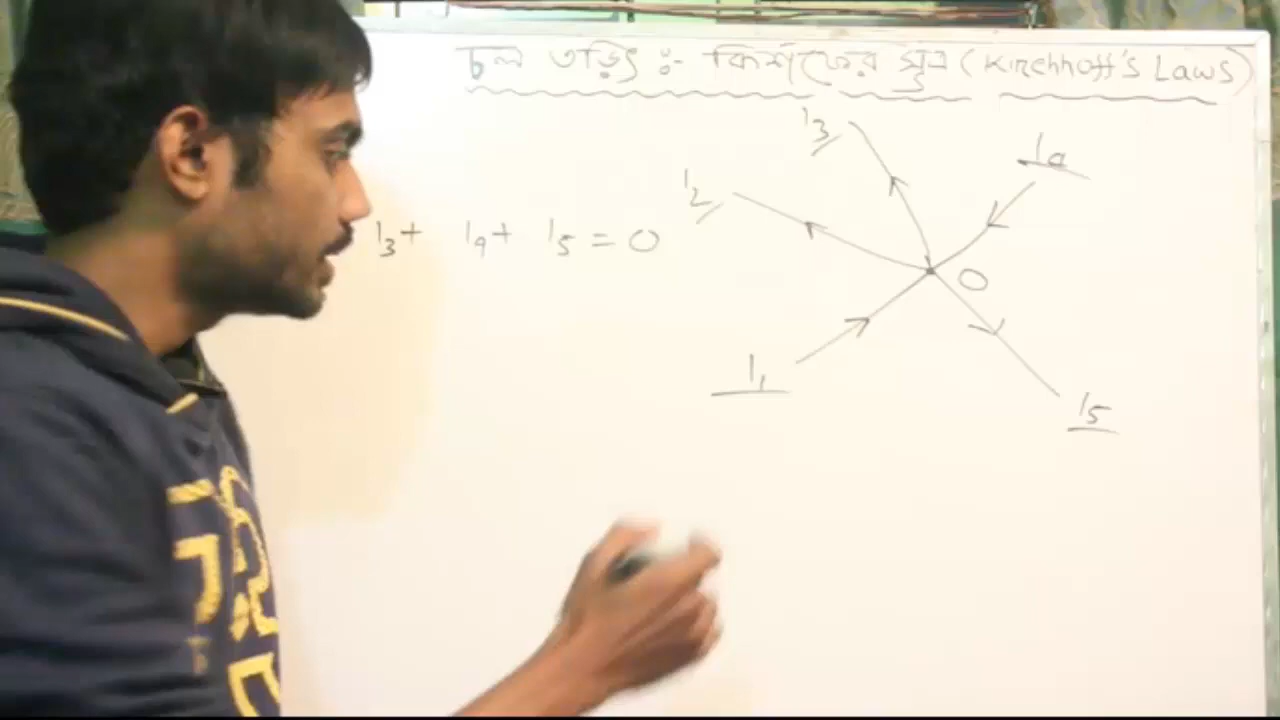 চল তড়িৎ :- কির্শফের সূত্র (Kirchhoff's Laws)
I3
I4
I2
I3 + I4 + I5 = 0
O
I1
I5